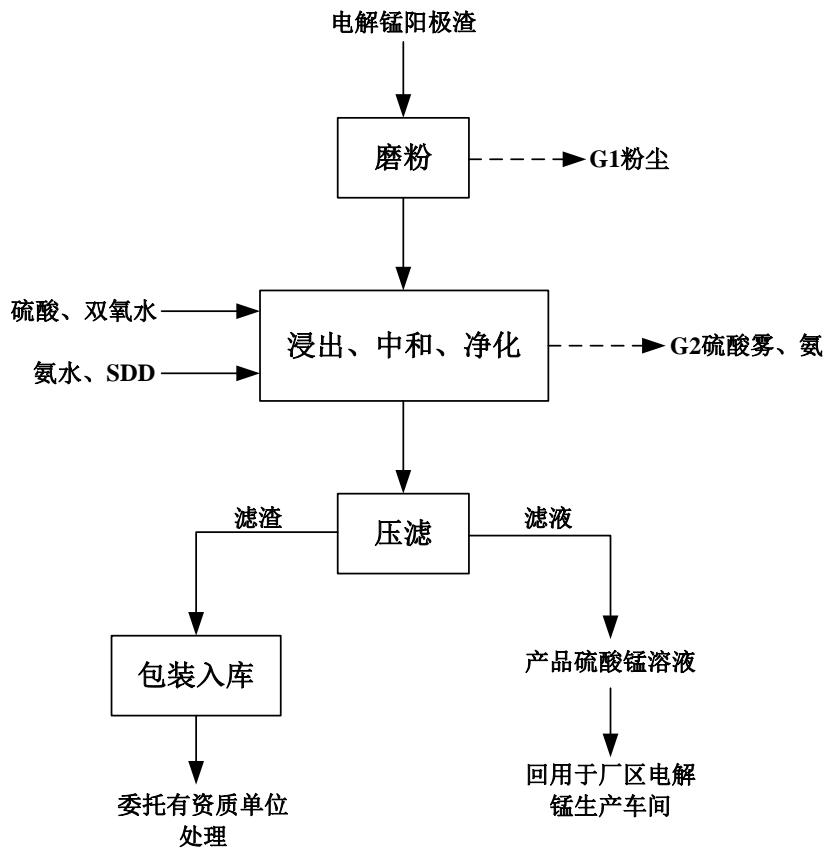 电解锰阳极渣
磨粉
G1粉尘
硫酸、双氧水
浸出、中和、净化
G2硫酸雾、氨
氨水、SDD
滤渣
压滤
滤液
包装入库
产品硫酸锰溶液
委托有资质单位
处理
回用于厂区电解
锰生产车间